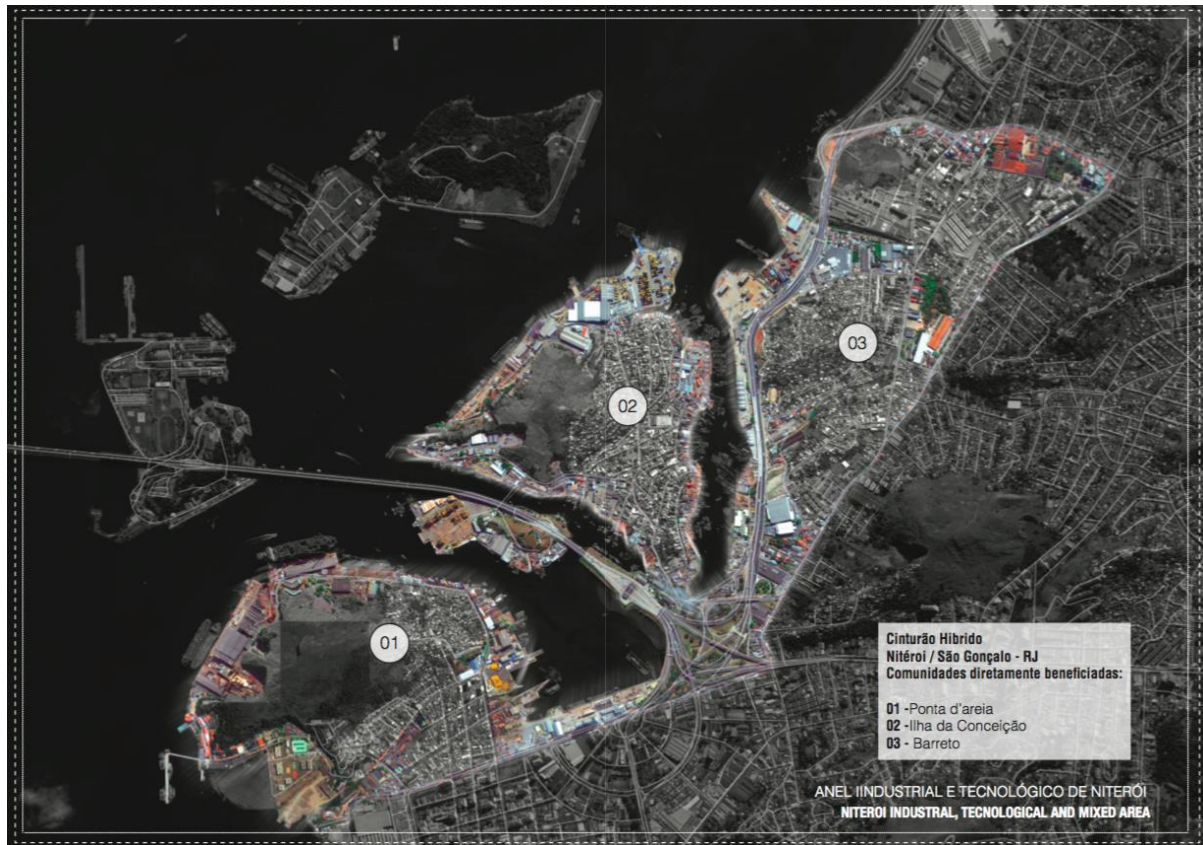 01
02
03
Cinturão Hibrido
Nitéroi / São Gonçalo - RJ
Comunidades diretamente beneficiadas:
01 -Ponta d'areia
02 -Ilha da Conceição
03 - Barreto
ANEL IINDUSTRIAL E TECNOLÓGICO DE NITERÓI
NITEROI INDUSTRAL, TECNOLOGICAL AND MIXED AREA